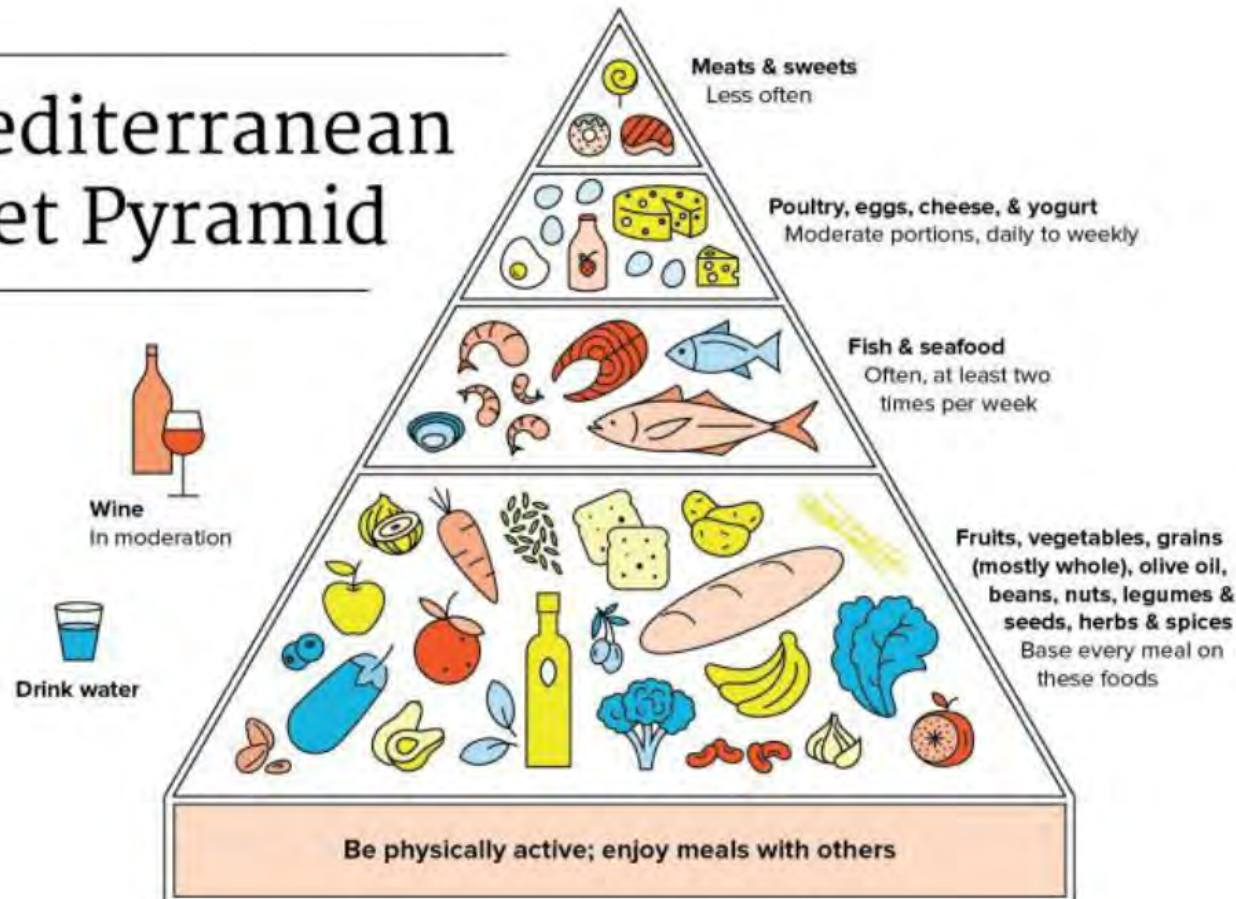 editerranean
et Pyramid
Meats & sweets
Less often
Poultry, eggs, cheese, & yogurt
Moderate portions, daily to weekly
Fish & seafood
Often, at least two
times per week
Wine
In moderation
Drink water
Fruits, vegetables, grains
(mostly whole), olive oil,
beans, nuts, legumes &
seeds, herbs & spices
Base every meal on
these foods
Be physically active; enjoy meals with others